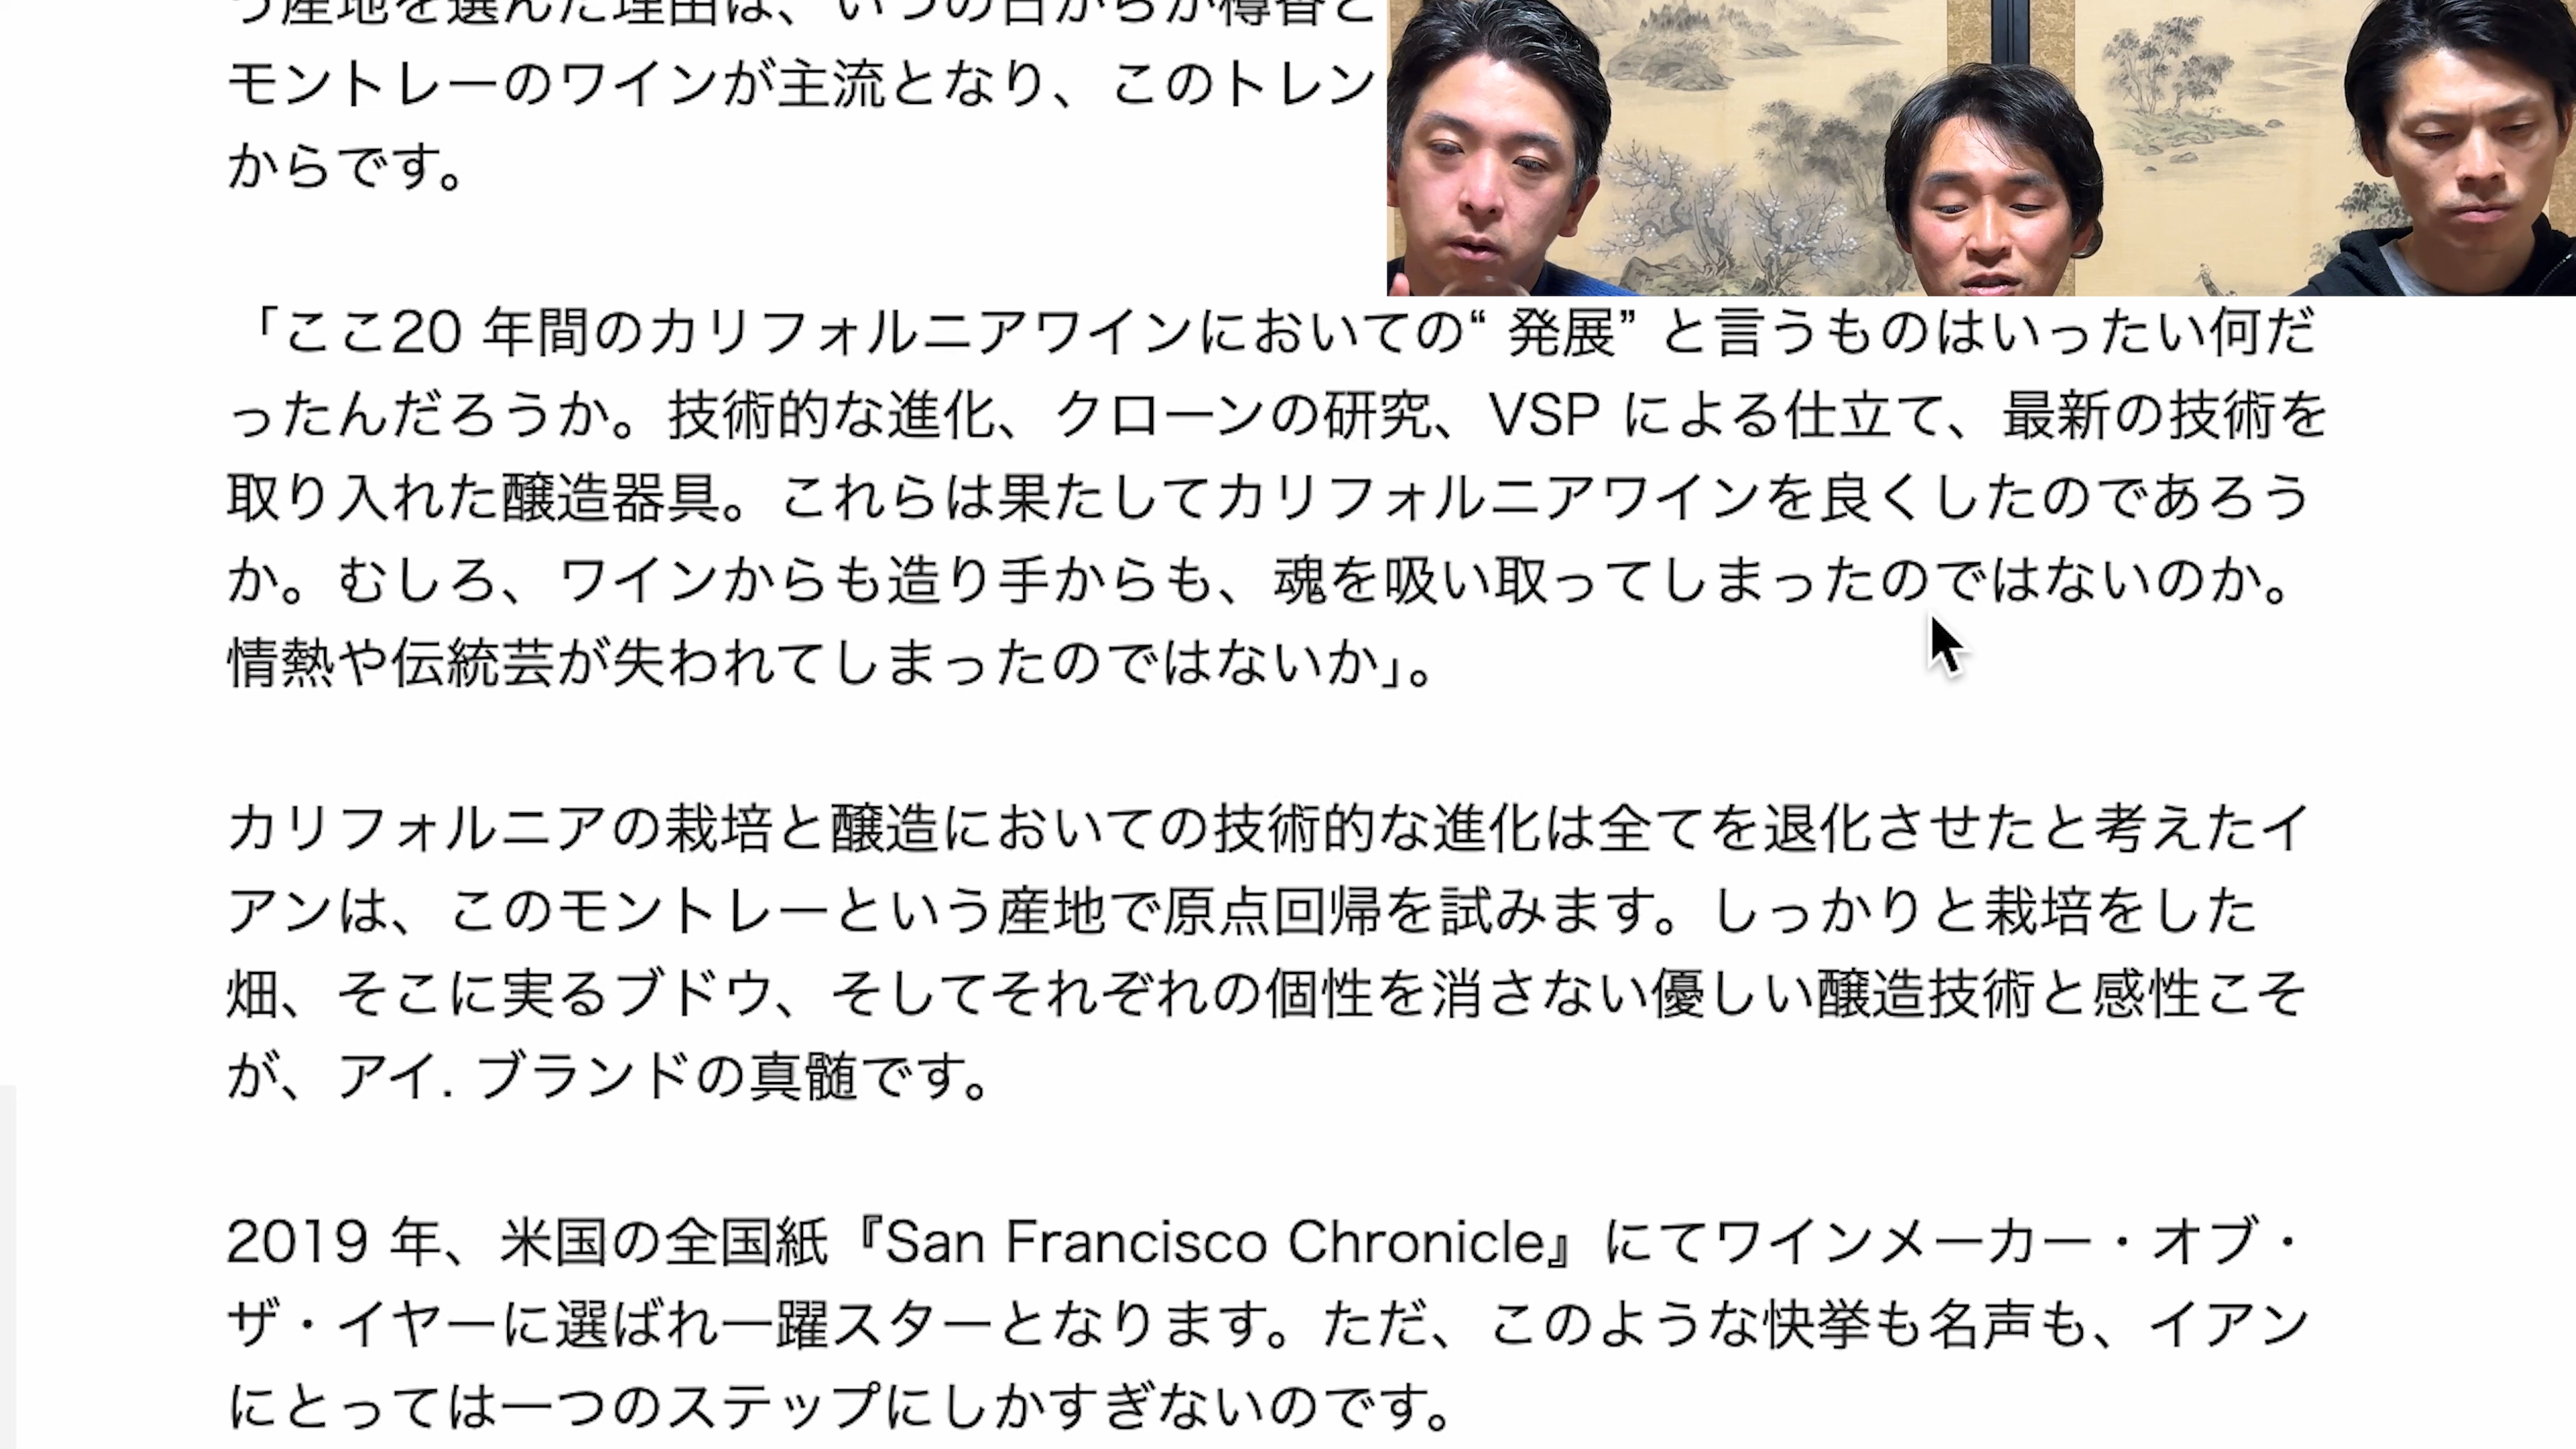 う産地を選んだ理由は、いつの日からか樽香と
モントレーのワインが主流となり、このトレン
からです。
「ここ20 年間のカリフォルニアワインにおいての“ 発展” と言うものはいったい何だ
ったんだろうか。技術的な進化、クローンの研究、VSP による仕立て、最新の技術を
取り入れた醸造器具。これらは果たしてカリフォルニアワインを良くしたのであろう
か。むしろ、ワインからも造り手からも、魂を吸い取ってしまったのではないのか。
情熱や伝統芸が失われてしまったのではないか」。
カリフォルニアの栽培と醸造においての技術的な進化は全てを退化させたと考えたイ
アンは、このモントレーという産地で原点回帰を試みます。しっかりと栽培をした
畑、そこに実るブドウ、そしてそれぞれの個性を消さない優しい醸造技術と感性こそ
が、アイ. ブランドの真髄です。
2019 年、米国の全国紙『San Francisco Chronicle』にてワインメーカー・オブ・
ザ・イヤーに選ばれ一躍スターとなります。ただ、このような快挙も名声も、イアン
にとっては一つのステップにしかすぎないのです。